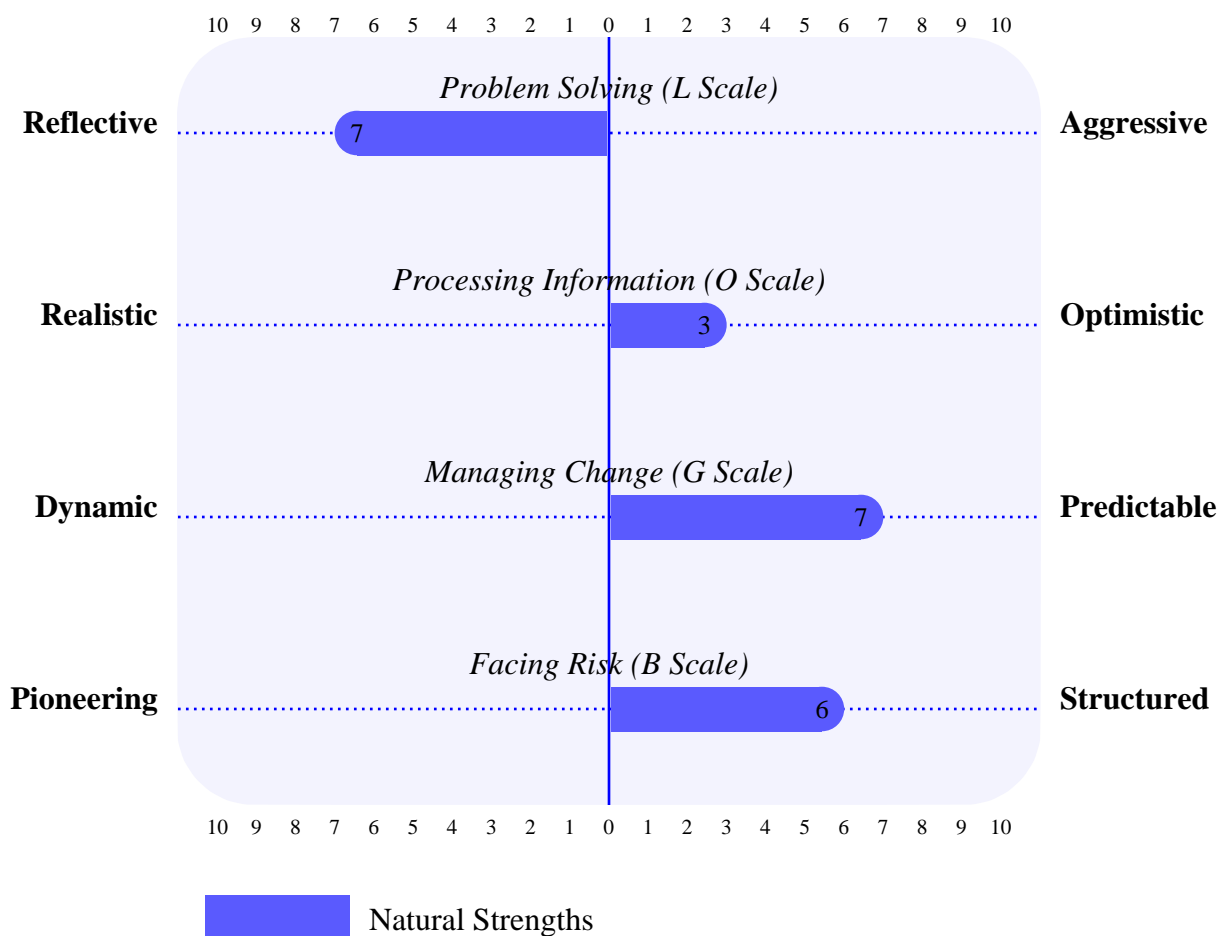 10 9 8 7 6 5 4 3 2 1 0 1 2 3 4 5 6 7 8 9 10
Problem Solving (L Scale)
Reflective 7 Aggressive
Processing Information (O Scale)
Realistic 3 Optimistic
Managing Change (G Scale)
Dynamic 7 Predictable
Facing Risk (B Scale)
Pioneering 6 Structured
10 9 8 7 6 5 4 3 2 1 0 1 2 3 4 5 6 7 8 9 10
Natural Strengths